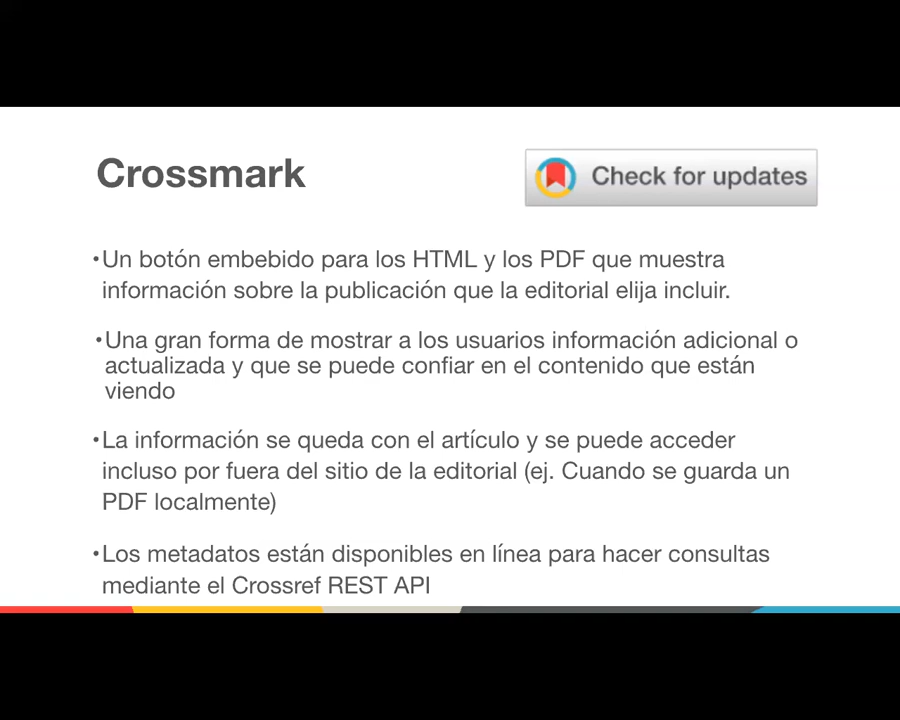 Crossmark
Check for updates
•Un botón embebido para los HTML y los PDF que muestra
información sobre la publicación que la editorial elija incluir.
•Una gran forma de mostrar a los usuarios información adicional o
actualizada y que se puede confiar en el contenido que están
viendo
•La información se queda con el artículo y se puede acceder
incluso por fuera del sitio de la editorial (ej. Cuando se guarda un
PDF localmente)
•Los metadatos están disponibles en línea para hacer consultas
mediante el Crossref REST API